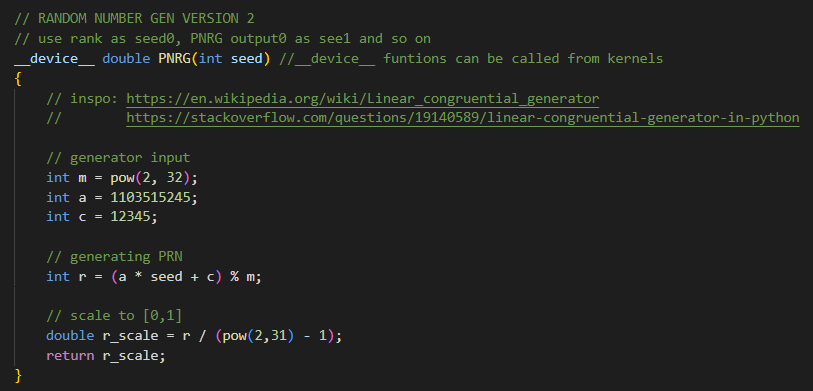 // RANDOM NUMBER GEN VERSION 2
// use rank as seed0, PNRG output0 as see1 and so on
__device__ double PNRG(int seed) //__device__ funtions can be called from kernels
{
    // inspo: https://en.wikipedia.org/wiki/Linear_congruential_generator
    //        https://stackoverflow.com/questions/19140589/linear-congruential-generator-in-python
    // generator input
    int m = pow(2, 32);
    int a = 1103515245;
    int c = 12345;
    // generating PRN
    int r = (a * seed + c) % m;
    // scale to [0,1]
    double r_scale = r / (pow(2,31) - 1);
    return r_scale;
}